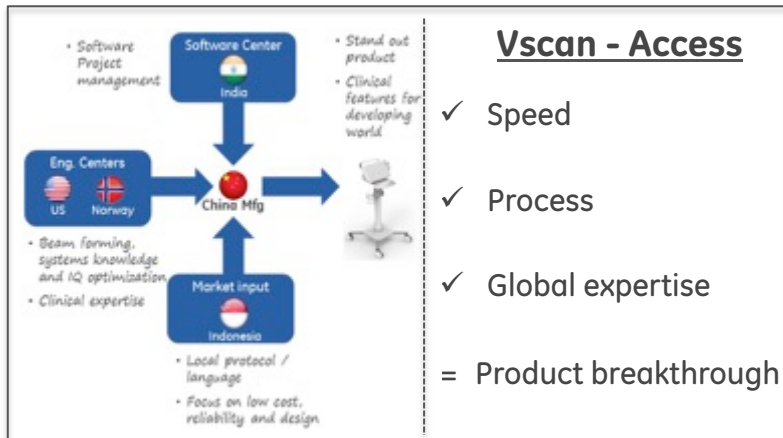 • Software
Project
management
Software Center
India
• Stand out
product
• Clinical
features for
developing
world
Eng. Centers
US
Norway
China Mfg
• Beam forming,
systems knowledge
and IQ optimization
• Clinical expertise
Market input
Indonesia
• Local protocol /
language
• Focus on low cost,
reliability and design
Vscan - Access
✓ Speed
✓ Process
✓ Global expertise
= Product breakthrough